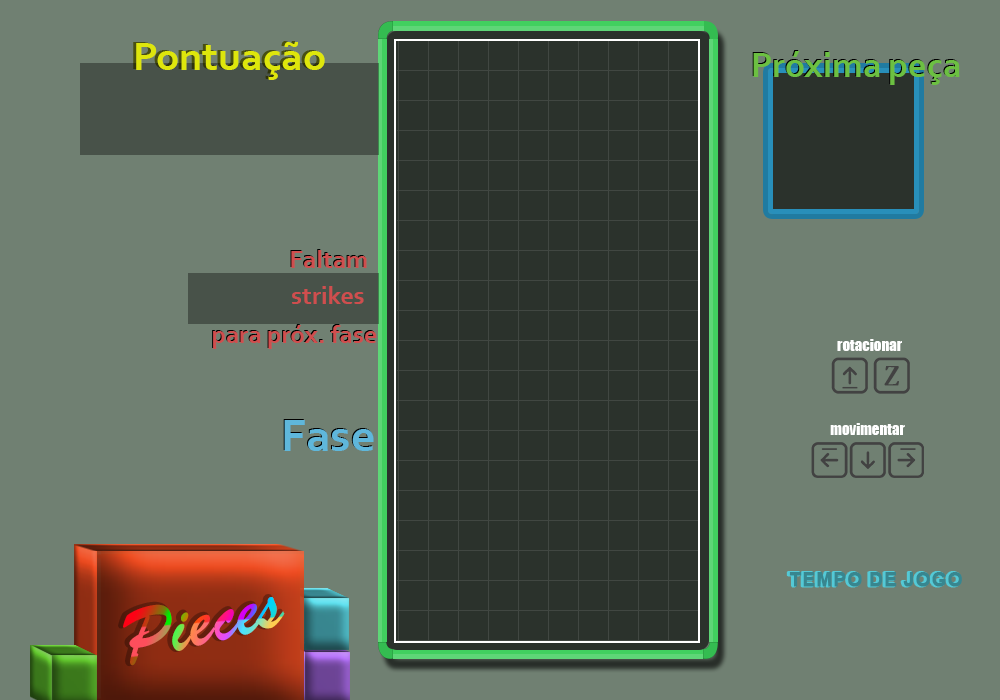 Pontuação
Próxima peça
Faltam
strikes
para próx. fase
rotacionar
Z
movimentar
Fase
TEMPO DE JOGO
Pieces